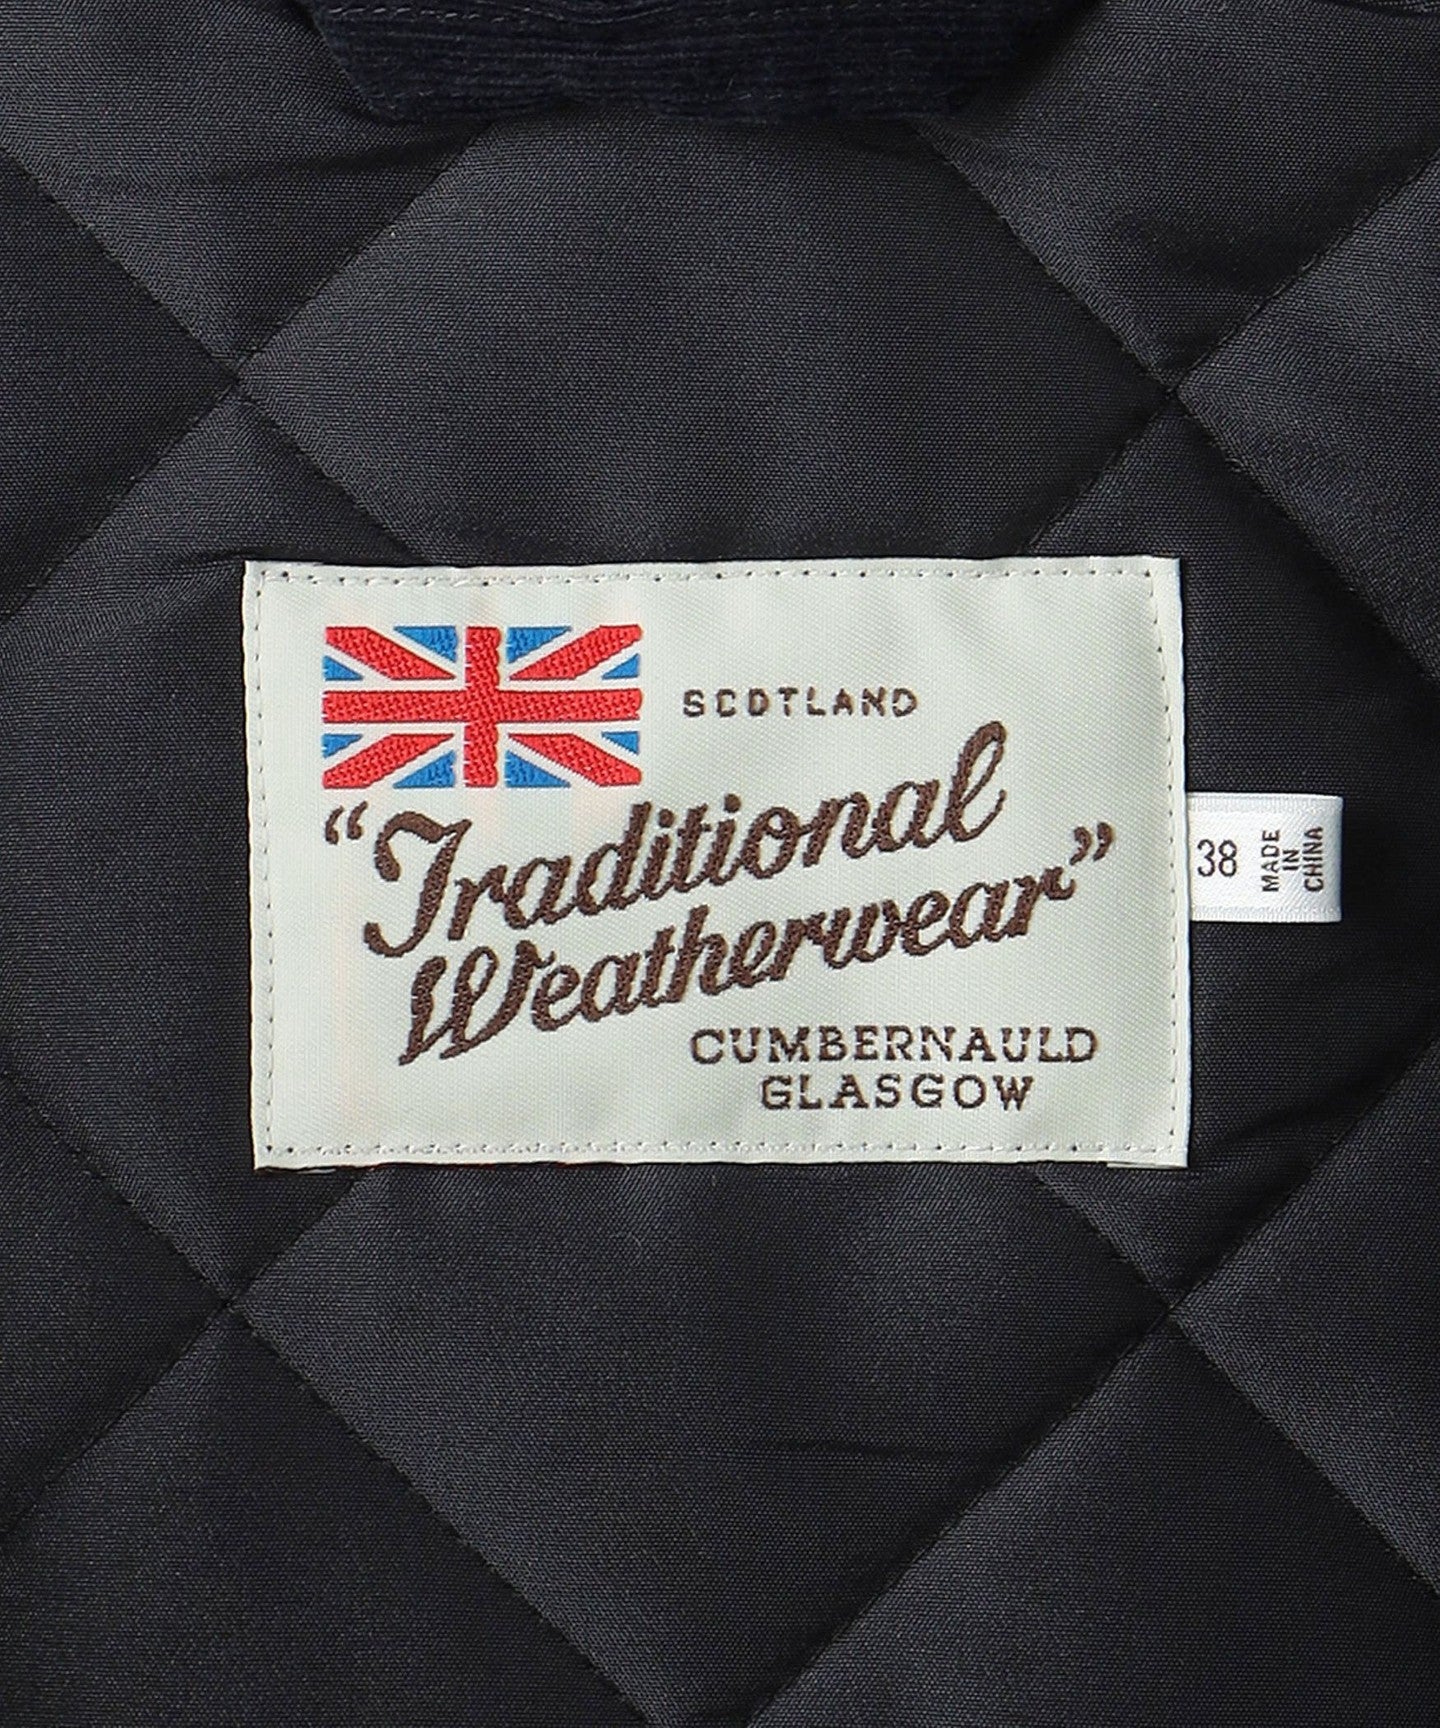 SCOTLAND
“Traditional
Weatherwear”
CUMBERNAULD
GLASGOW
38
MADE
IN
CHINA